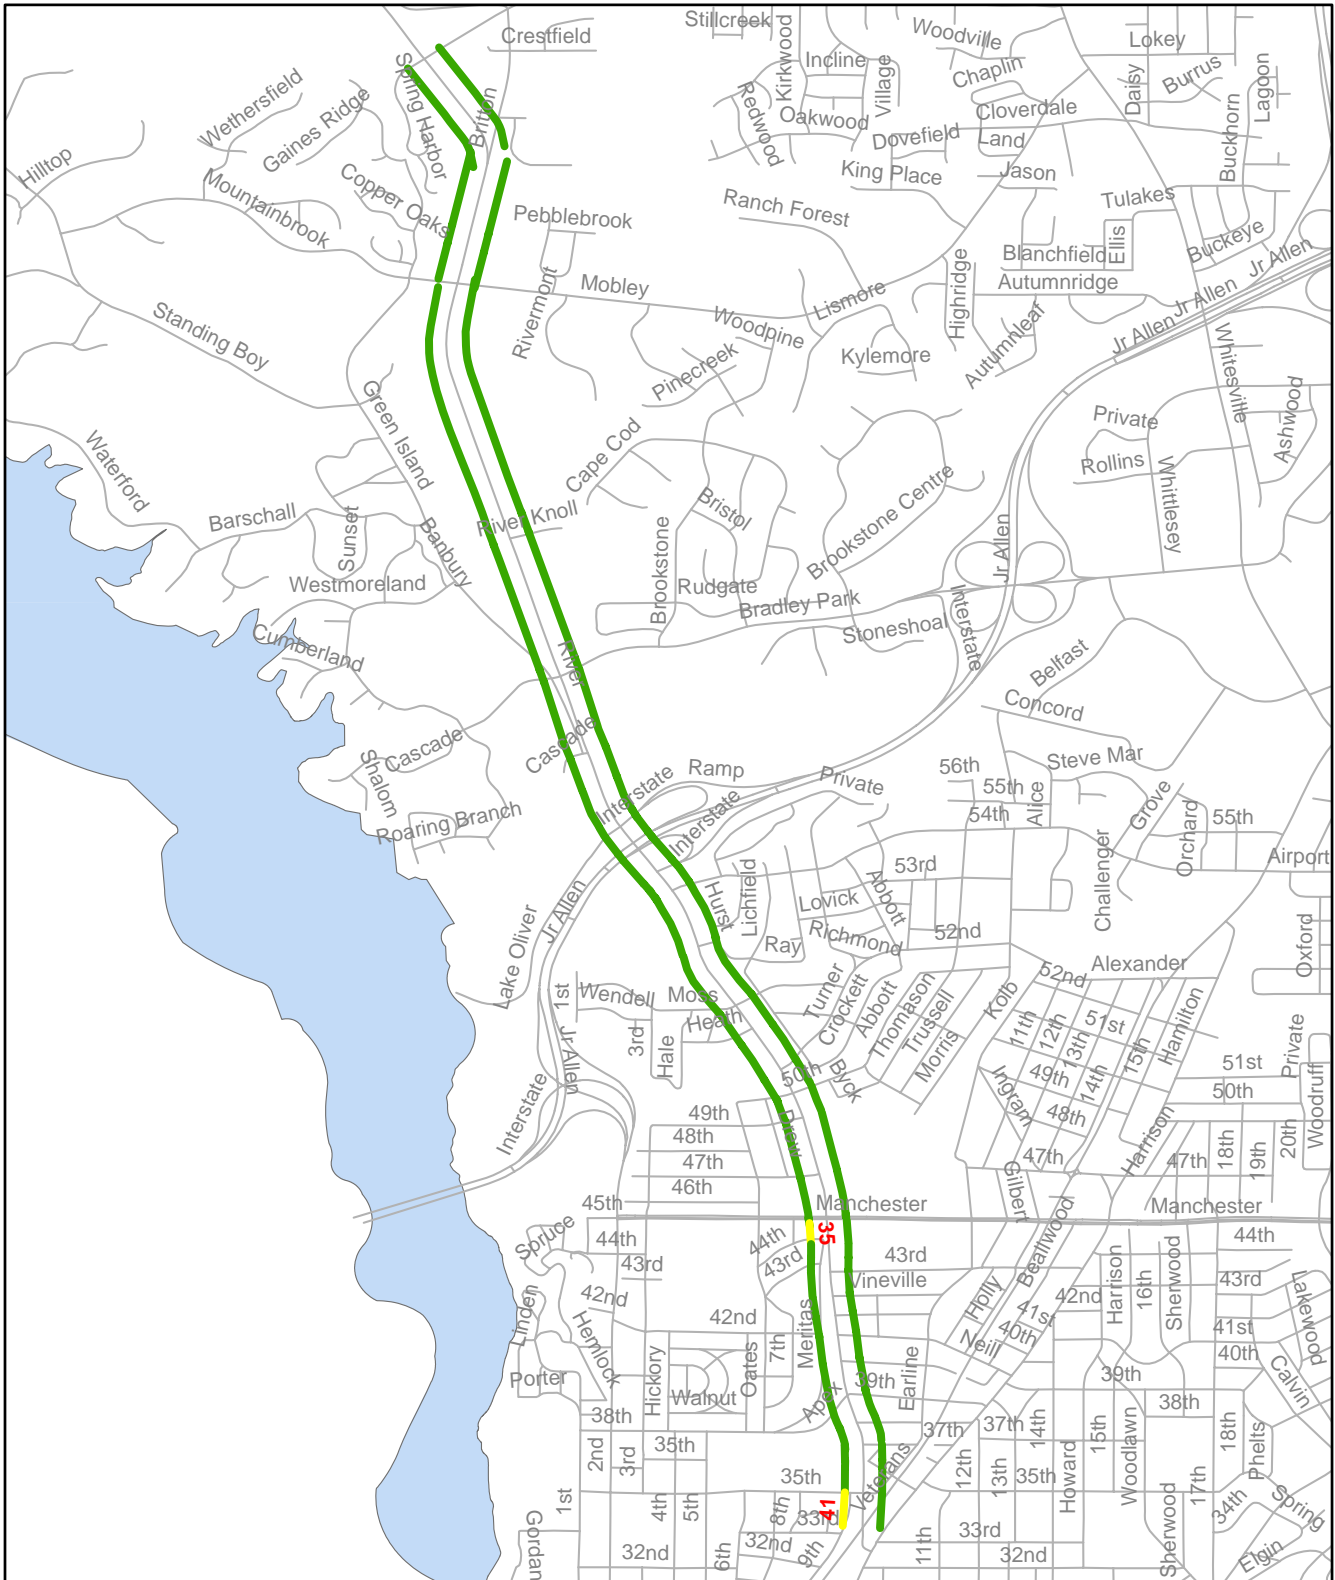 Stillcreek
Kirkwood
Woodville
Lokey
Crestfield
Incline
Village
Chaplin
Daisy
Burrus
Lagoon
Spring Harbor
Britton
Wethersfield
Gaines Ridge
Redwood
Oakwood
Cloverdale
Dovefield
Land
Buckhorn
Hilltop
Mountainbrook
Copper Oaks
King Place
Jason
Tulakes
Pebblebrook
Ranch Forest
Ellis
Buckeye
Blanchfield
Jr Allen
Rivermont
Mobley
Lismore
Highridge
Autumnridge
Jr Allen
Standing Boy
Woodpine
Jr Allen
Kylemore
Autumnleaf
Whitesville
Pinecreek
Green Island
Private
Ashwood
Waterford
Cape Cod
Rollins
Whittlesey
Barschall
Sunset
Banbury
River Knoll
Bristol
Brookstone Centre
Jr Allen
Westmoreland
Brookstone
Rudgate
Bradley Park
Interstate
Stoneshoal
Cumberland
River
Belfast
Concord
Cascade
Cascade
Shalom
Interstate
Ramp
Private
56th
Steve Mar
55th
54th
Alice
Grove
Orchard
55th
Roaring Branch
Interstate
Challenger
Airport
53rd
Abbott
Lichfield
Hurst
Lovick
Richmond
52nd
Ray
Lake Oliver
Jr Allen
Oxford
Alexander
52nd
1st
Wendell
Moss
Turner
Crockett
Abbott
Thomason
Trussell
Morris
Kolb
11th
12th
51st
13th
15th
Hamilton
3rd
Heath
Hale
Jr Allen
50th
Byck
49th
14th
51st
50th
Private
Interstate
49th
48th
Drew
Ingram
48th
Harrison
Woodruff
47th
47th
47th
18th
19th
20th
46th
Gilbert
45th
Manchester
Manchester
Spruce
44th
44th
35
Beallwood
44th
43rd
43rd
43rd
Vineville
Harrison
16th
Sherwood
43rd
Lakewood
42nd
Linden
Hemlock
42nd
Meritas
Holly
41st
42nd
40th
Neill
41st
40th
Calvin
7th
Oates
Porter
Hickory
Walnut
Apex
39th
Earline
39th
38th
38th
2nd
3rd
35th
37th
37th
14th
15th
Woodlawn
18th
Phelts
35th
Veterans
12th
13th
35th
Howard
17th
1st
4th
5th
8th
33rd
41
34th
Spring
Gordan
32nd
6th
32nd
9th
11th
33rd
32nd
Sherwood
Elgin